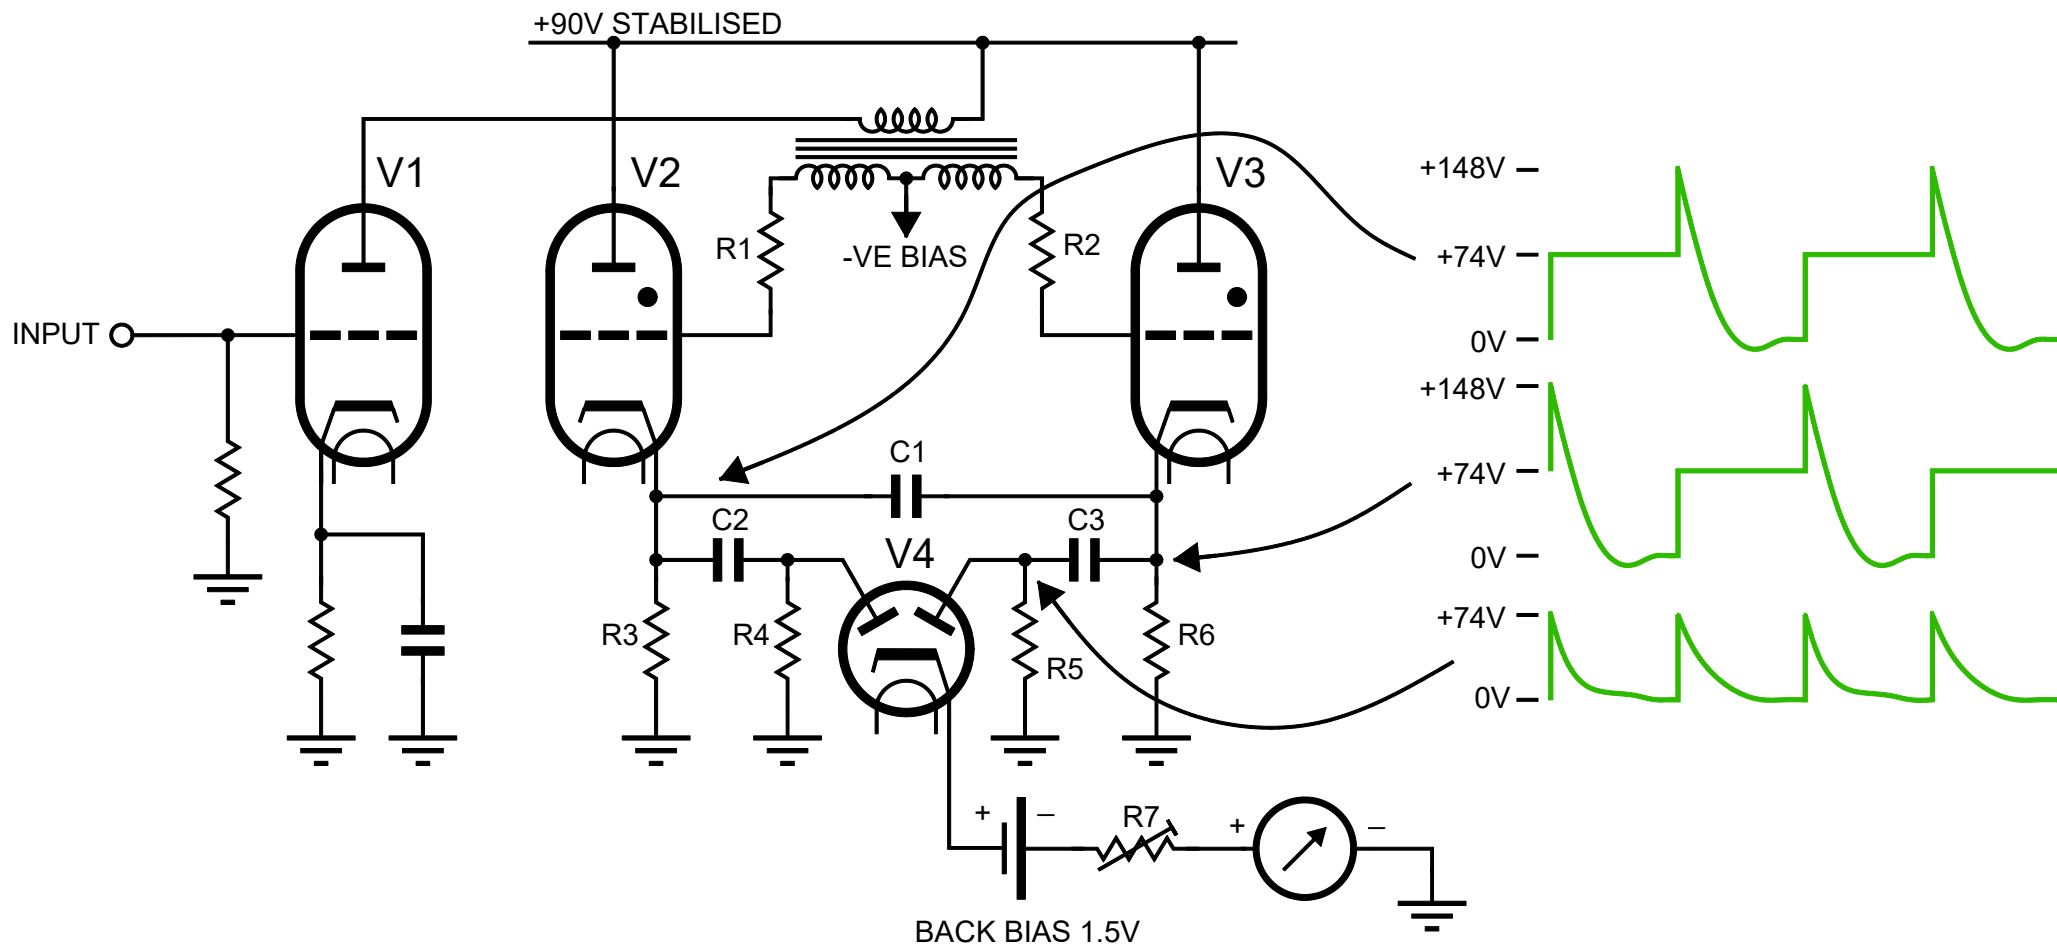 +90V STABILISED
V1
V2
V3
+148V
R1
R2
-VE BIAS
+74V
INPUT
0V
+148V
C1
+74V
C2
C3
V4
0V
R3
R4
R5
R6
+74V
0V
+
–
R7
+
–
BACK BIAS 1.5V